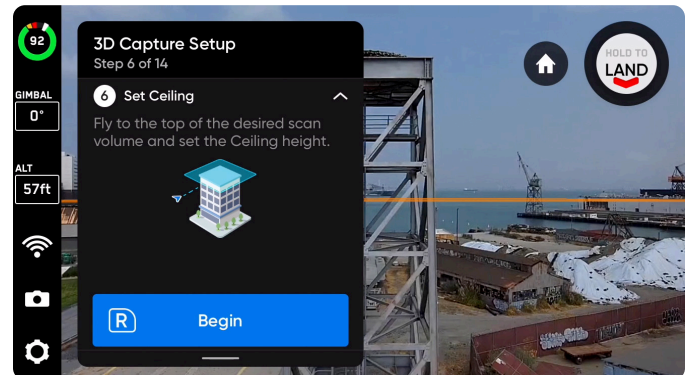 92
GIMBAL
0°
ALT
57ft
3D Capture Setup
Step 6 of 14
6 Set Ceiling
Fly to the top of the desired scan
volume and set the Ceiling height.
R Begin
HOLD TO
LAND